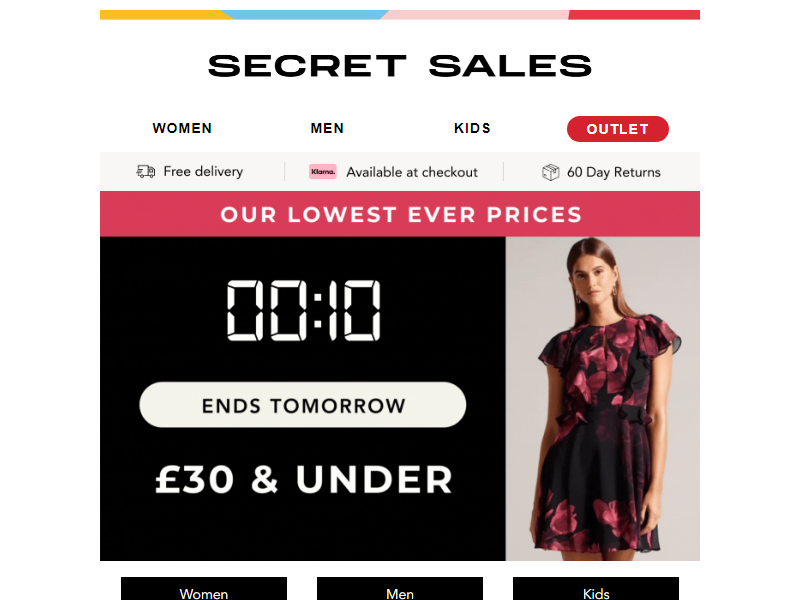 SECRET SALES
WOMEN MEN KIDS OUTLET
Free delivery Klarna. Available at checkout 60 Day Returns
OUR LOWEST EVER PRICES
00:10
ENDS TOMORROW
£30 & UNDER
Women Men Kids